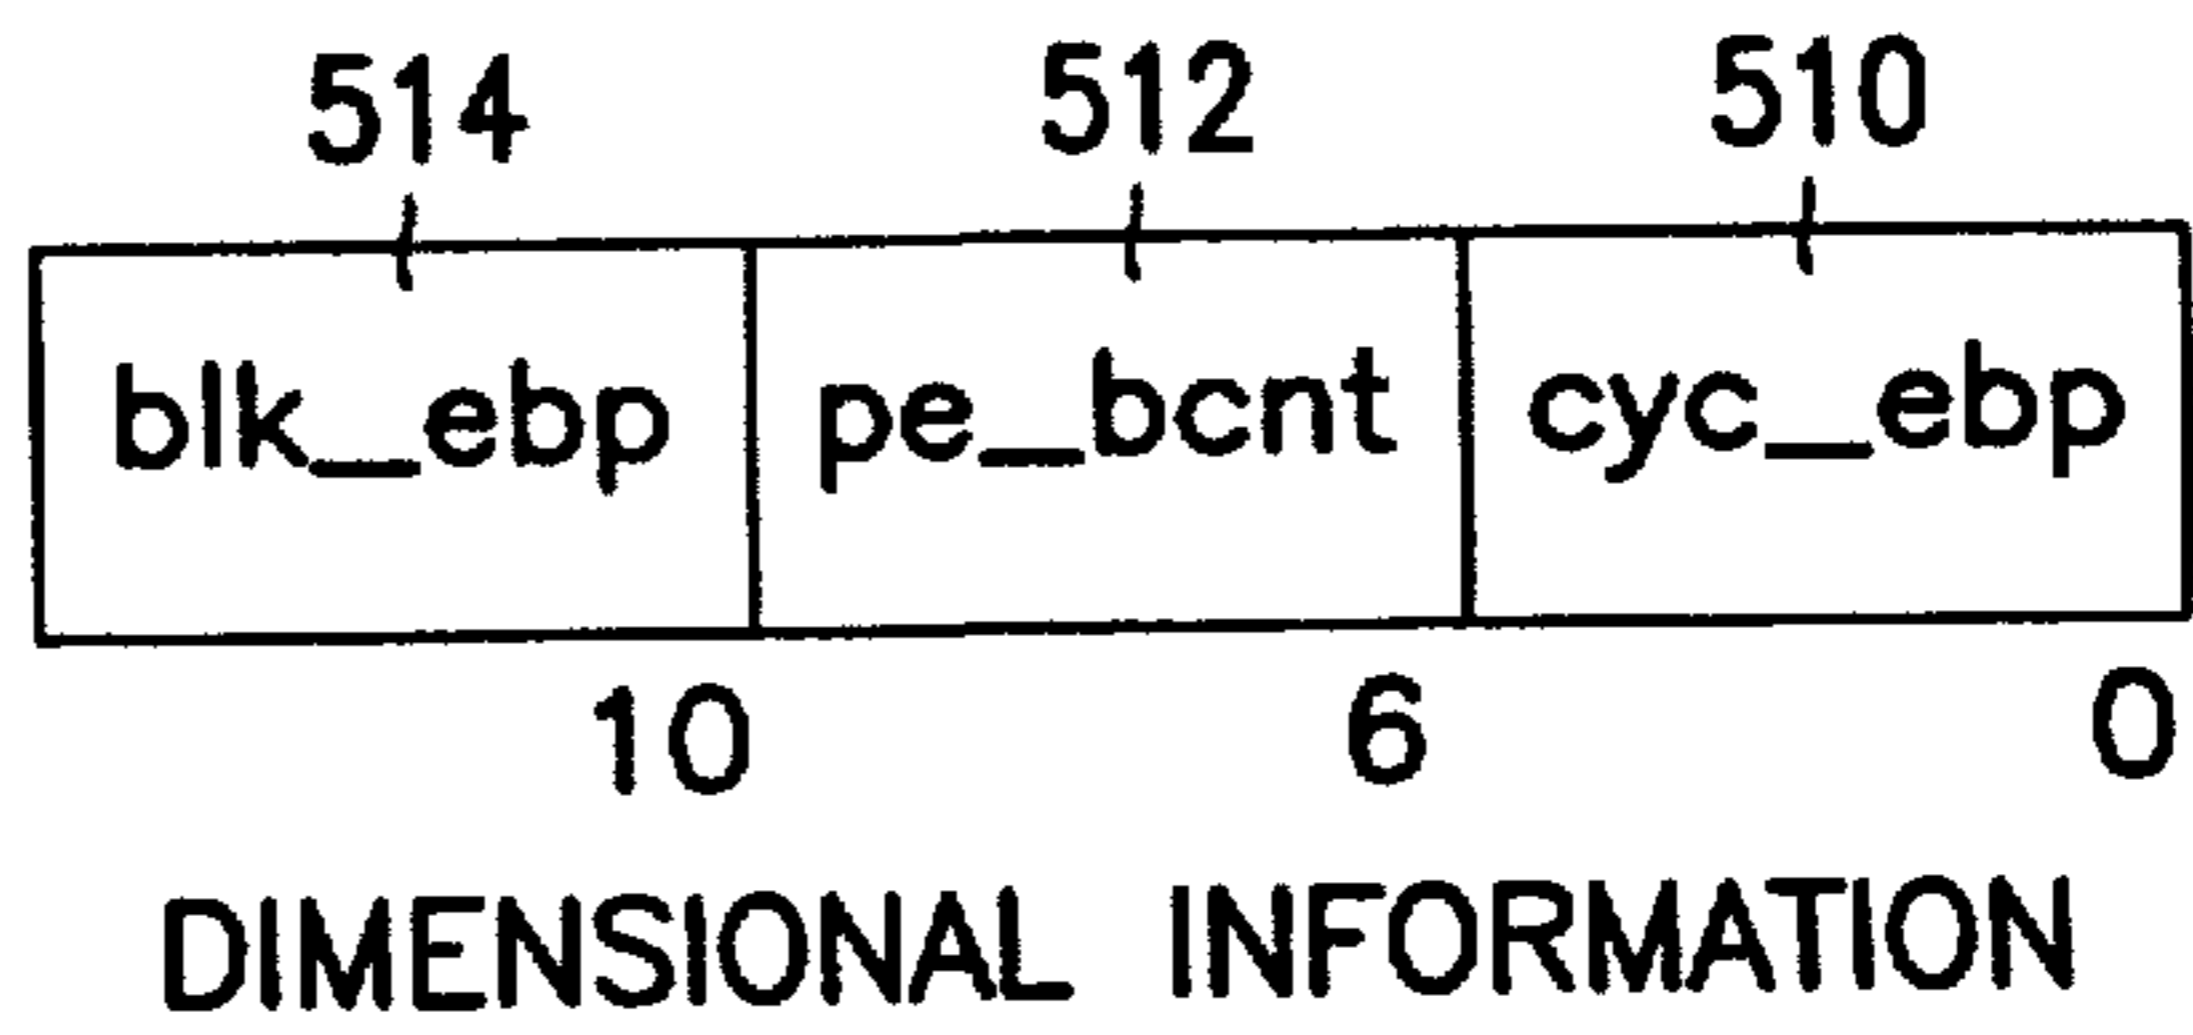 514 512 510
blk_ebp pe_bcnt cyc_ebp
10 6 0
DIMENSIONAL INFORMATION